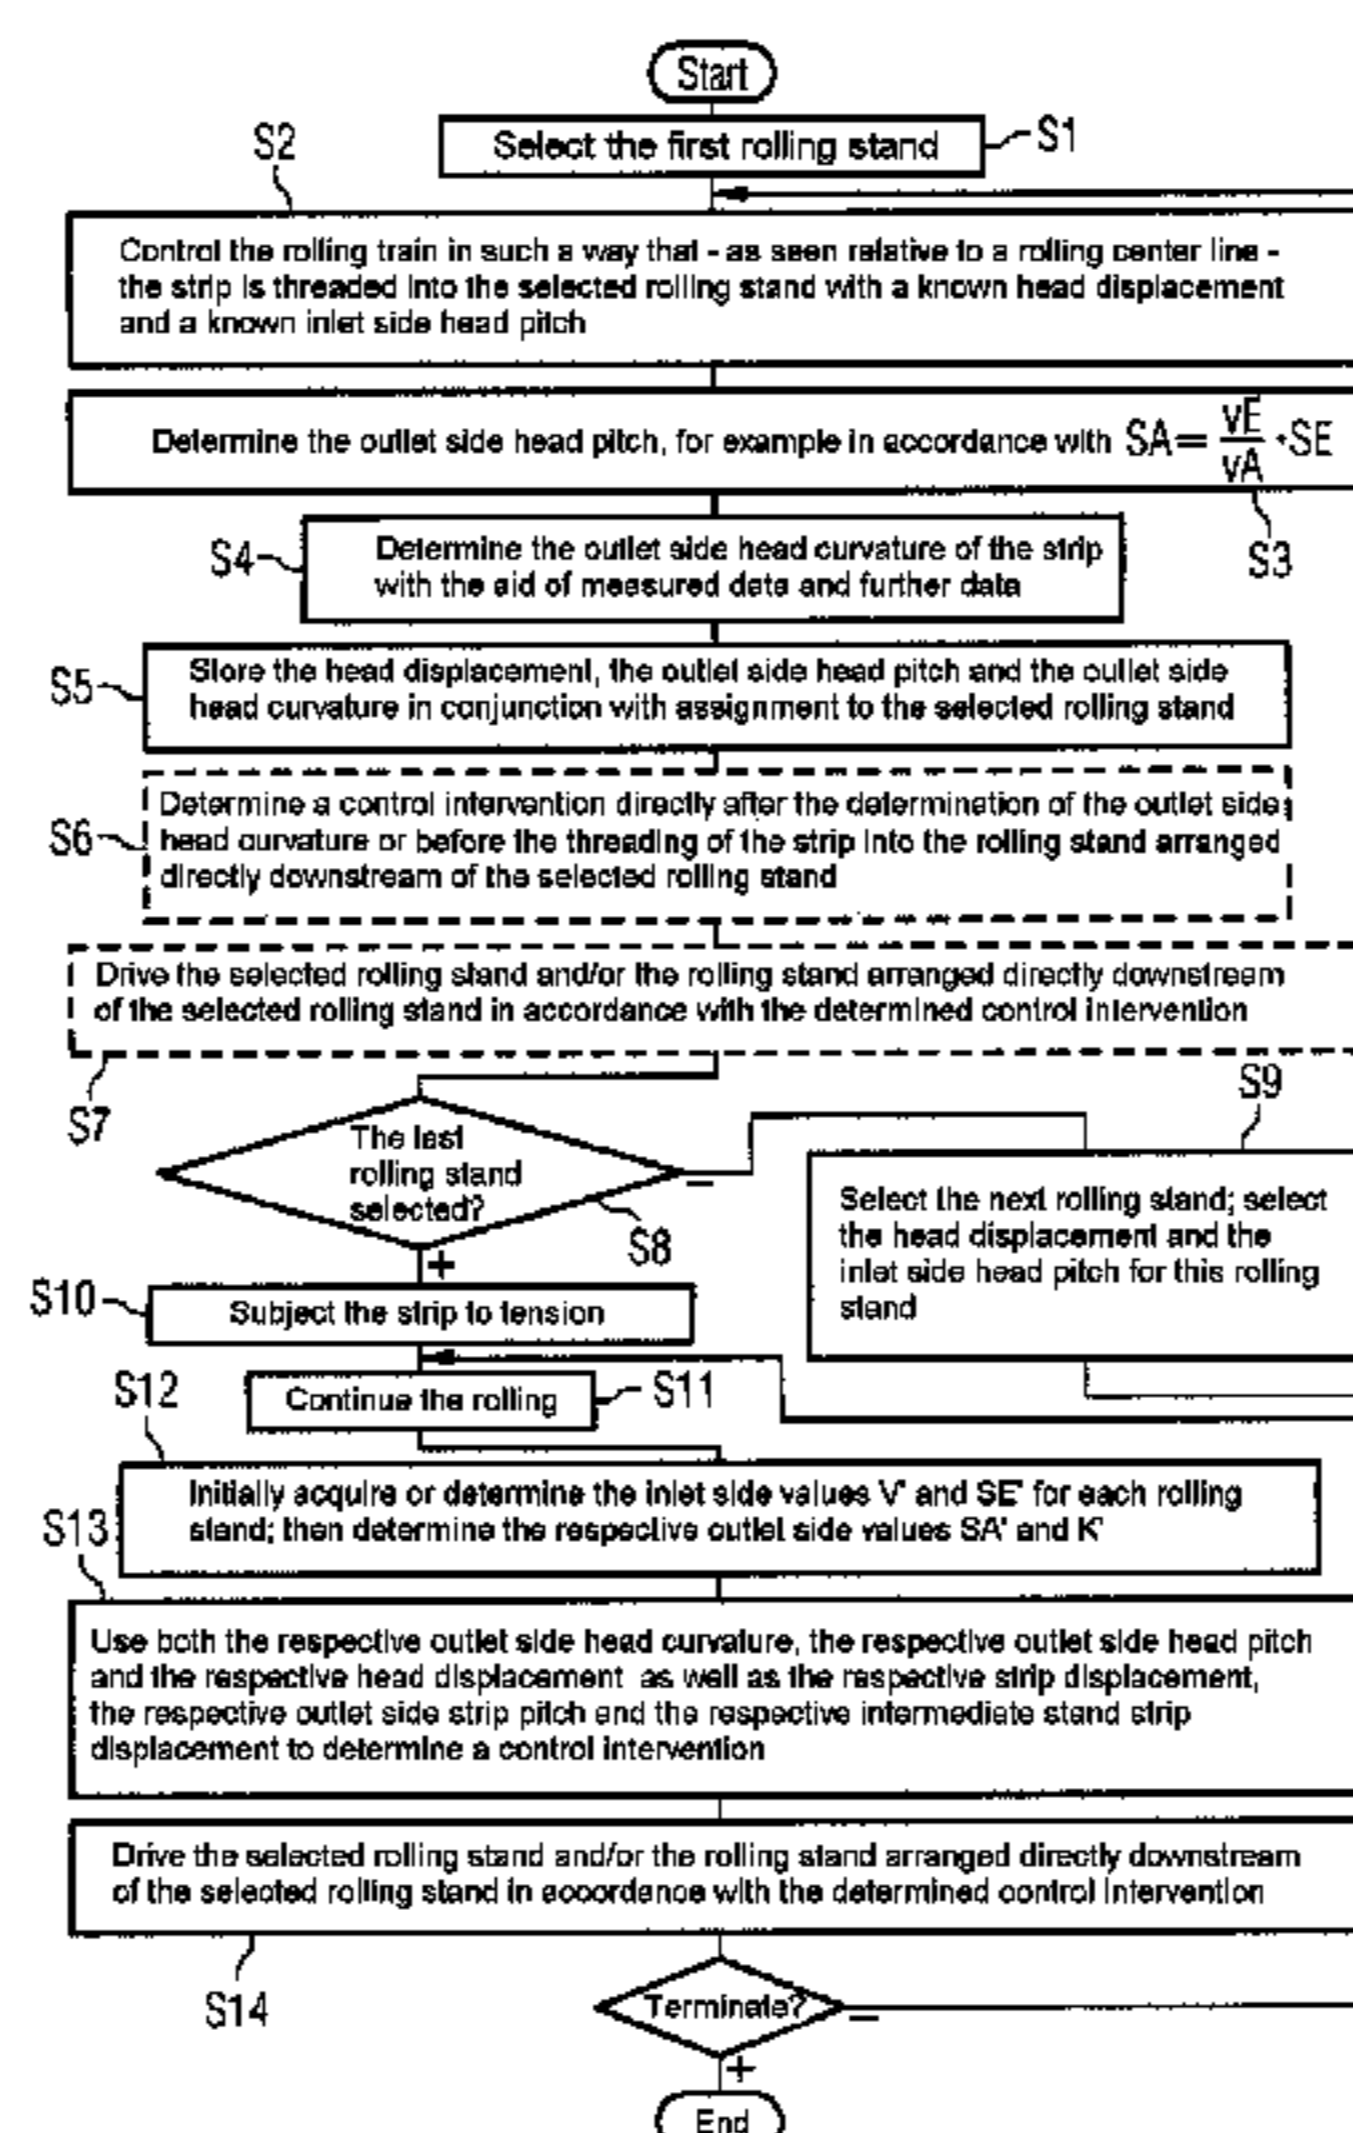 Start
Select the first rolling stand
S1
S2
Control the rolling train in such a way that - as seen relative to a rolling center line -
the strip is threaded into the selected rolling stand with a known head displacement
and a known inlet side head pitch
Determine the outlet side head pitch, for example in accordance with SA = vE/vA · SE
S3
S4
Determine the outlet side head curvature of the strip
with the aid of measured data and further data
S5
Store the head displacement, the outlet side head pitch and the outlet side
head curvature in conjunction with assignment to the selected rolling stand
S6
Determine a control intervention directly after the determination of the outlet side
head curvature or before the threading of the strip into the rolling stand arranged
directly downstream of the selected rolling stand
Drive the selected rolling stand and/or the rolling stand arranged directly downstream
of the selected rolling stand in accordance with the determined control intervention
S7
The last
rolling stand
selected?
S8
−
+
S9
Select the next rolling stand; select
the head displacement and the
inlet side head pitch for this rolling
stand
S10
Subject the strip to tension
Continue the rolling
S11
S12
Initially acquire or determine the inlet side values V' and SE' for each rolling
stand; then determine the respective outlet side values SA' and K'
S13
Use both the respective outlet side head curvature, the respective outlet side head pitch
and the respective head displacement as well as the respective strip displacement,
the respective outlet side strip pitch and the respective intermediate stand strip
displacement to determine a control intervention
Drive the selected rolling stand and/or the rolling stand arranged directly downstream
of the selected rolling stand in accordance with the determined control intervention
S14
Terminate?
−
+
End